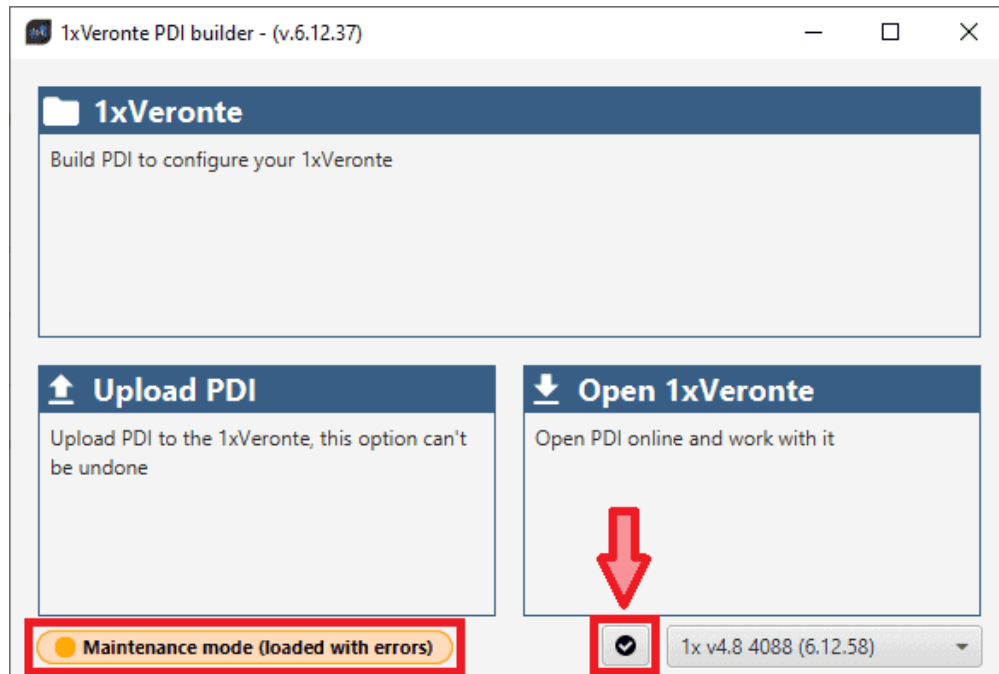 1xVeronte PDI builder - (v.6.12.37)
1xVeronte
Build PDI to configure your 1xVeronte
Upload PDI
Upload PDI to the 1xVeronte, this option can't
be undone
Open 1xVeronte
Open PDI online and work with it
Maintenance mode (loaded with errors)
1x v4.8 4088 (6.12.58)